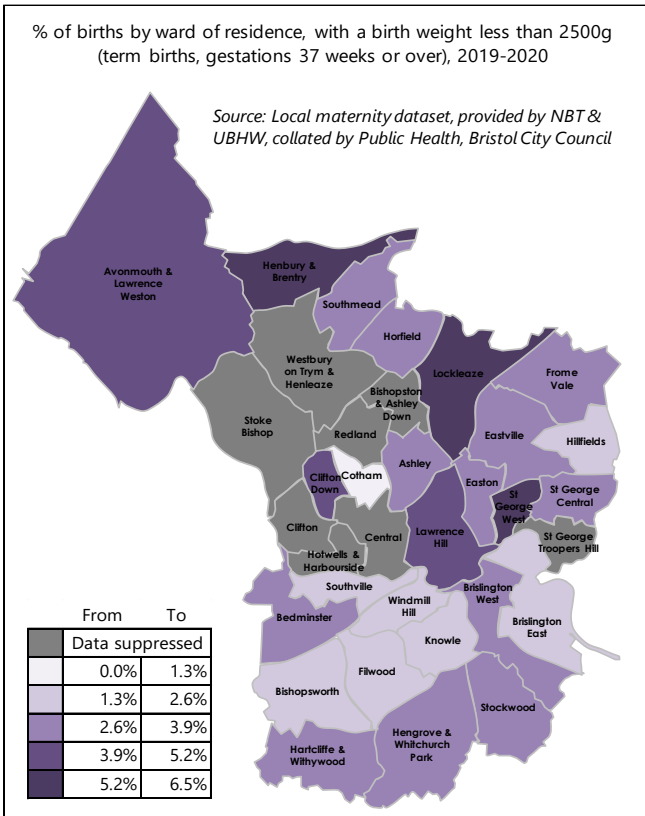 % of births by ward of residence, with a birth weight less than 2500g
(term births, gestations 37 weeks or over), 2019-2020
Source: Local maternity dataset, provided by NBT &
UBHW, collated by Public Health, Bristol City Council
Avonmouth &
Lawrence
Weston
Henbury &
Brentry
Southmead
Horfield
Westbury
on Trym &
Henleaze
Lockleaze
Frome
Vale
Bishopston
& Ashley
Down
Stoke
Bishop
Redland
Eastville
Hillfields
Ashley
Cotham
Clifton
Down
Easton
St
George
West
St George
Central
Clifton
Central
Lawrence
Hill
St George
Troopers Hill
Hotwells &
Harbourside
Southville
Brislington
West
Windmill
Hill
Bedminster
Brislington
East
Knowle
Filwood
Bishopsworth
Stockwood
Hengrove &
Whitchurch
Park
Hartcliffe &
Withywood
From To
Data suppressed
0.0% 1.3%
1.3% 2.6%
2.6% 3.9%
3.9% 5.2%
5.2% 6.5%